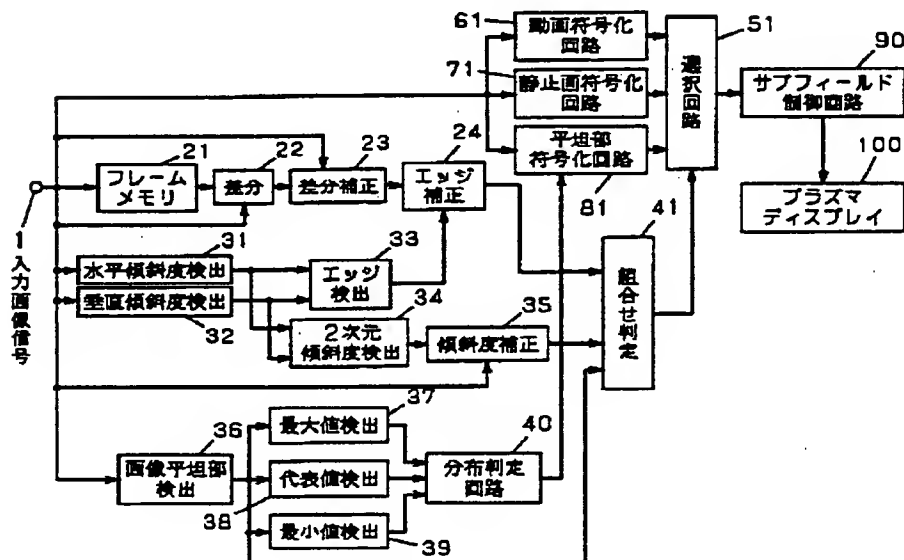 61
動画符号化
回路
71
静止画符号化
回路
平坦部
符号化回路
81
51
選択回路
90
サブフィールド
制御回路
100
プラズマ
ディスプレイ
21
フレーム
メモリ
22
差分
23
差分補正
24
エッジ
補正
1
入力画像信号
31
水平傾斜度検出
垂直傾斜度検出
32
33
エッジ
検出
34
2次元
傾斜度検出
35
傾斜度補正
41
組合せ判定
36
画像平坦部
検出
37
最大値検出
代表値検出
38
最小値検出
39
40
分布判定
回路